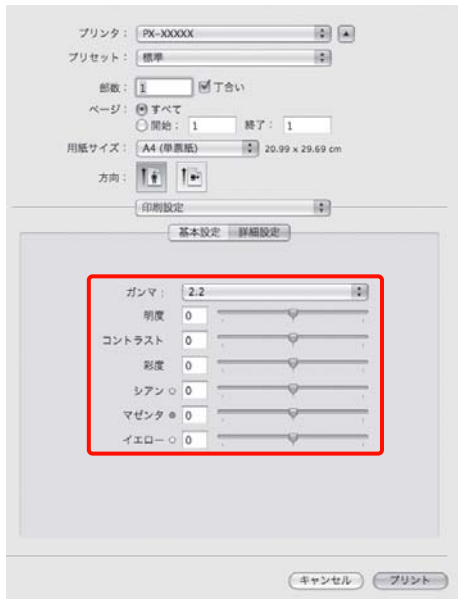 プリンタ： PX-XXXXX
プリセット： 標準
部数： 1 丁合い
ページ： すべて
開始： 1 終了： 1
用紙サイズ： A4 (単票紙) 20.99 x 29.69 cm
方向：
印刷設定
基本設定 詳細設定
ガンマ： 2.2
明度 0
コントラスト 0
彩度 0
シアン 0
マゼンタ 0
イエロー 0
キャンセル プリント